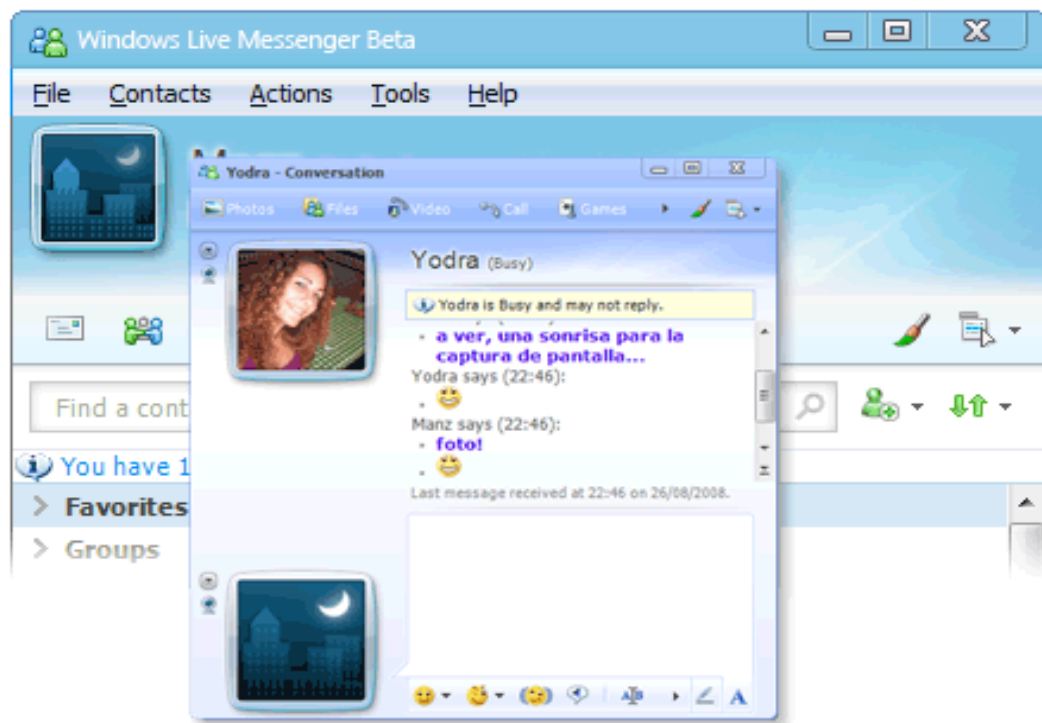 Windows Live Messenger Beta
File Contacts Actions Tools Help
Yodra - Conversation
Photos Files Video Call Games
Yodra (Busy)
Yodra is Busy and may not reply.
a ver, una sonrisa para la
captura de pantalla...
Yodra says (22:46):
Manz says (22:46):
foto!
Last message received at 22:46 on 26/08/2008.
Find a cont
You have 1
Favorites
Groups